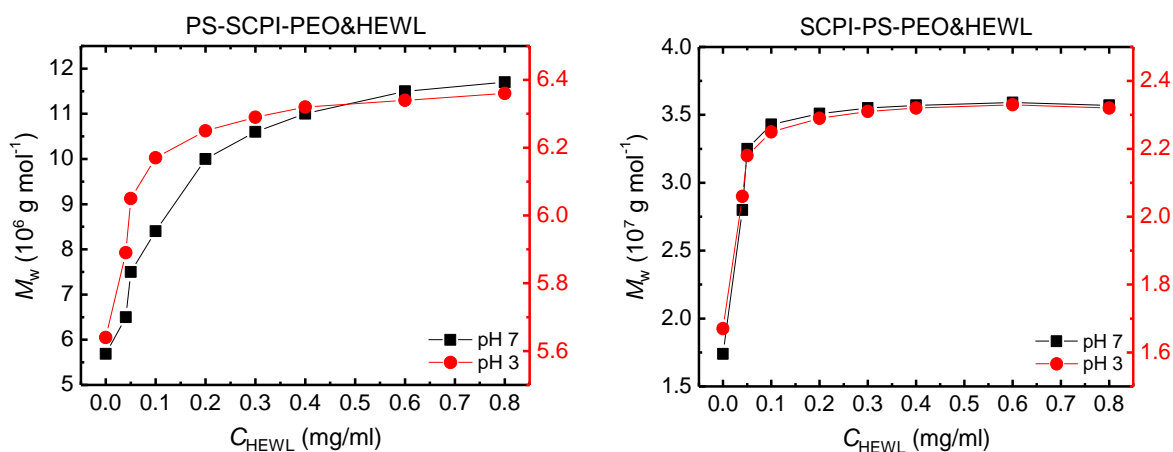 PS-SCPI-PEO&HEWL
12
11
10
9
8
7
6
5
M_w (10^6 g mol^-1)
6.4
6.2
6.0
5.8
5.6
pH 7
pH 3
0.0 0.1 0.2 0.3 0.4 0.5 0.6 0.7 0.8
C_HEWL (mg/ml)
SCPI-PS-PEO&HEWL
4.0
3.5
3.0
2.5
2.0
1.5
M_w (10^7 g mol^-1)
2.4
2.2
2.0
1.8
1.6
pH 7
pH 3
0.0 0.1 0.2 0.3 0.4 0.5 0.6 0.7 0.8
C_HEWL (mg/ml)